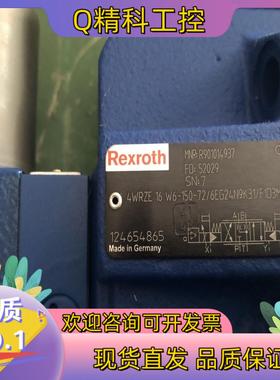 Q精科工控
Rexroth
MNR: R901014937
FD: 52029
SN: 7
4WRZE 16 W6-150-72/6EG24N9K31/F1D3M
124654865
Made in Germany
质
欢迎咨询可可开票
现货直发 品质保证